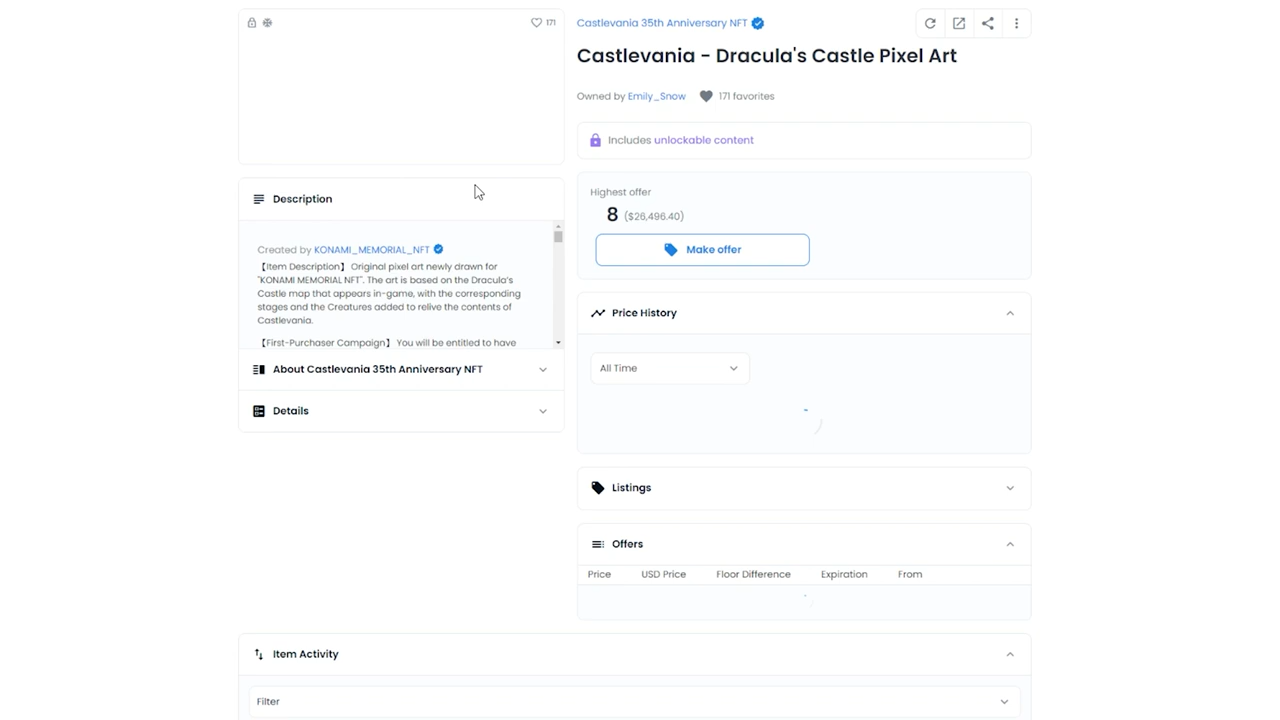 171
Castlevania 35th Anniversary NFT
Castlevania - Dracula's Castle Pixel Art
Owned by Emily_Snow
171 favorites
Includes unlockable content
Description
Created by KONAMI_MEMORIAL_NFT
【Item Description】 Original pixel art newly drawn for
"KONAMI MEMORIAL NFT". The art is based on the Dracula's
Castle map that appears in-game, with the corresponding
stages and the Creatures added to relive the contents of
Castlevania.
【First-Purchaser Campaign】 You will be entitled to have
About Castlevania 35th Anniversary NFT
Details
Highest offer
8 ($26,496.40)
Make offer
Price History
All Time
Listings
Offers
Price USD Price Floor Difference Expiration From
Item Activity
Filter